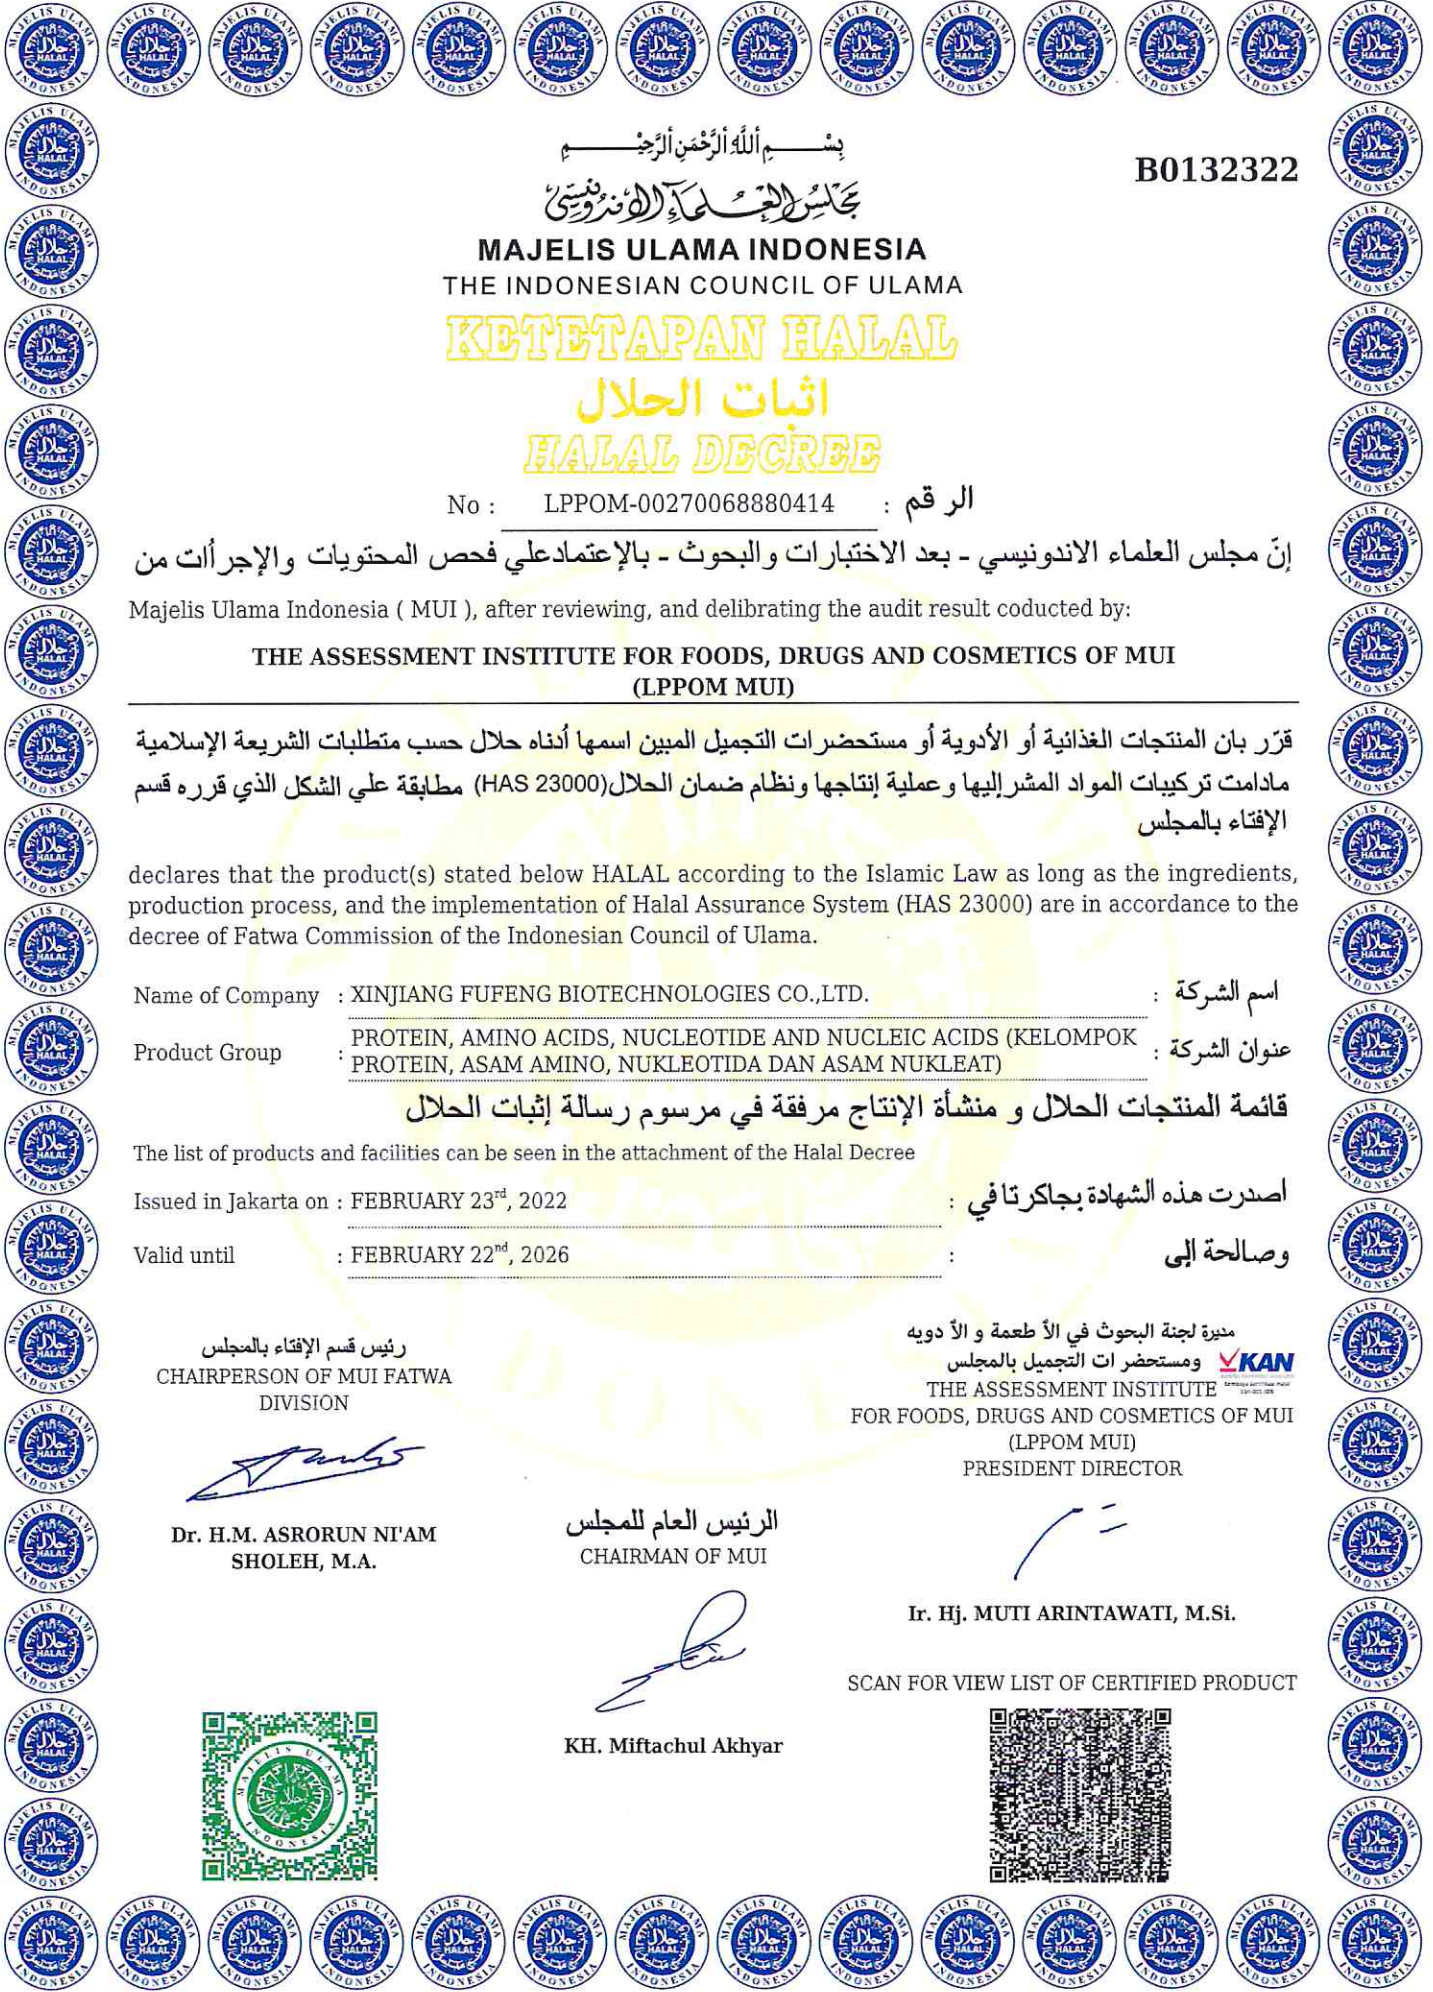 بِسْــــــمِ ٱللَّهِ ٱلرَّحْمَٰنِ ٱلرَّحِيْـــــــمِ
B0132322
مجلس العلماء الإندونيسي
MAJELIS ULAMA INDONESIA
THE INDONESIAN COUNCIL OF ULAMA
KETETAPAN HALAL
اثبات الحلال
HALAL DECREE
No : LPPOM-00270068880414 : الرقم
إنّ مجلس العلماء الاندونيسي - بعد الاختبارات والبحوث - بالإعتمادعلي فحص المحتويات والإجرأات من
Majelis Ulama Indonesia ( MUI ), after reviewing, and delibrating the audit result coducted by:
THE ASSESSMENT INSTITUTE FOR FOODS, DRUGS AND COSMETICS OF MUI
(LPPOM MUI)
قرّر بان المنتجات الغذائية أو الأدوية أو مستحضرات التجميل المبين اسمها أدناه حلال حسب متطلبات الشريعة الإسلامية
مادامت تركيبات المواد المشر إليها وعملية إنتاجها ونظام ضمان الحلال(HAS 23000) مطابقة علي الشكل الذي قرره قسم
الإفتاء بالمجلس
declares that the product(s) stated below HALAL according to the Islamic Law as long as the ingredients,
production process, and the implementation of Halal Assurance System (HAS 23000) are in accordance to the
decree of Fatwa Commission of the Indonesian Council of Ulama.
Name of Company : XINJIANG FUFENG BIOTECHNOLOGIES CO.,LTD. : اسم الشركة
Product Group : PROTEIN, AMINO ACIDS, NUCLEOTIDE AND NUCLEIC ACIDS (KELOMPOK
PROTEIN, ASAM AMINO, NUKLEOTIDA DAN ASAM NUKLEAT) : عنوان الشركة
قائمة المنتجات الحلال و منشأة الإنتاج مرفقة في مرسوم رسالة إثبات الحلال
The list of products and facilities can be seen in the attachment of the Halal Decree
Issued in Jakarta on : FEBRUARY 23rd, 2022 : اصدرت هذه الشهادة بجاكرتا في
Valid until : FEBRUARY 22nd, 2026 : وصالحة إلى
رئيس قسم الإفتاء بالمجلس
CHAIRPERSON OF MUI FATWA
DIVISION
Dr. H.M. ASRORUN NI'AM
SHOLEH, M.A.
الرئيس العام للمجلس
CHAIRMAN OF MUI
KH. Miftachul Akhyar
مديرة لجنة البحوث في الأ طعمة و الأ دويه
ومستحضر ات التجميل بالمجلس
KAN
THE ASSESSMENT INSTITUTE
FOR FOODS, DRUGS AND COSMETICS OF MUI
(LPPOM MUI)
PRESIDENT DIRECTOR
Ir. Hj. MUTI ARINTAWATI, M.Si.
SCAN FOR VIEW LIST OF CERTIFIED PRODUCT
MAJELIS ULAMA
حلال
HALAL
INDONESIA